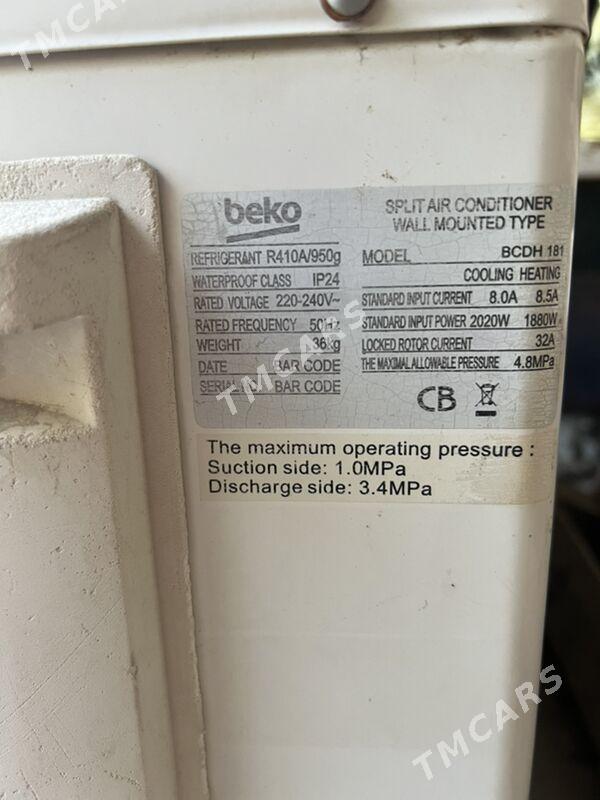 TMCARS
beko
SPLIT AIR CONDITIONER
WALL MOUNTED TYPE
REFRIGERANT R410A/950g
WATERPROOF CLASS IP24
RATED VOLTAGE 220-240V~
RATED FREQUENCY 50HZ
WEIGHT 36kg
DATE BAR CODE
SERIAL NO BAR CODE
MODEL BCDH 181
COOLING HEATING
STANDARD INPUT CURRENT 8.0A 8.5A
STANDARD INPUT POWER 2020W 1880W
LOCKED ROTOR CURRENT 32A
THE MAXIMAL ALLOWABLE PRESSURE 4.8MPa
CB
TMCARS
The maximum operating pressure :
Suction side: 1.0MPa
Discharge side: 3.4MPa
TMCARS